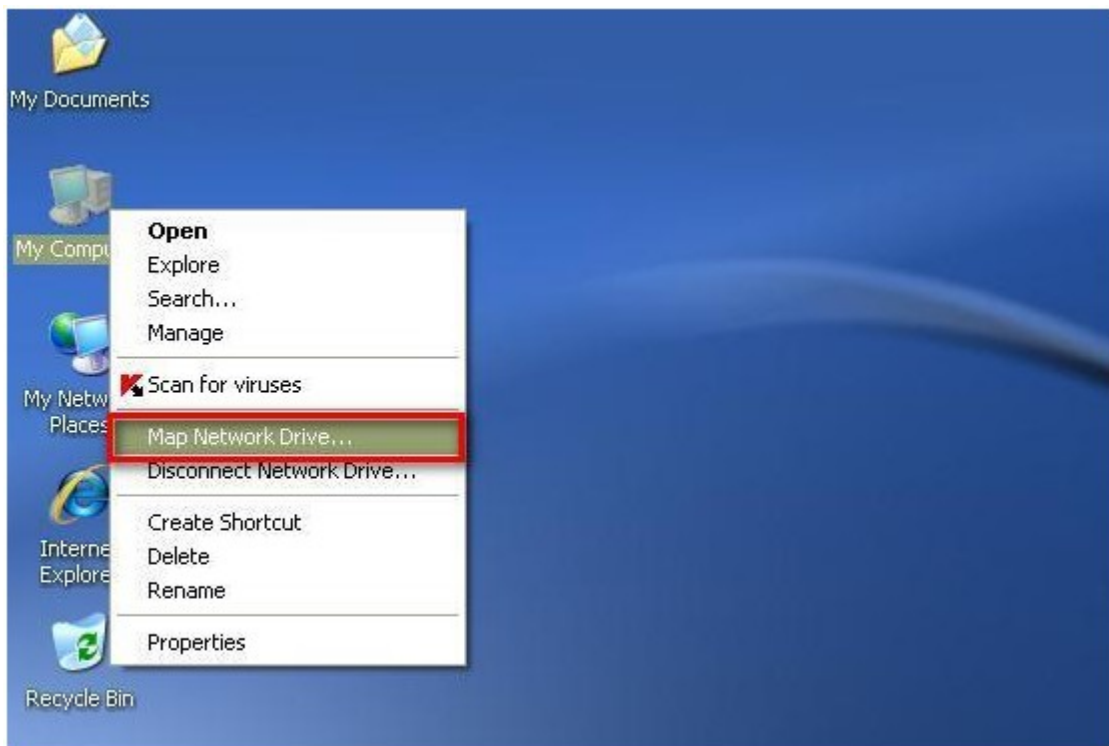 My Documents
My Compu
My Netw
Places
Interne
Explore
Recycle Bin
Open
Explore
Search...
Manage
Scan for viruses
Map Network Drive...
Disconnect Network Drive...
Create Shortcut
Delete
Rename
Properties